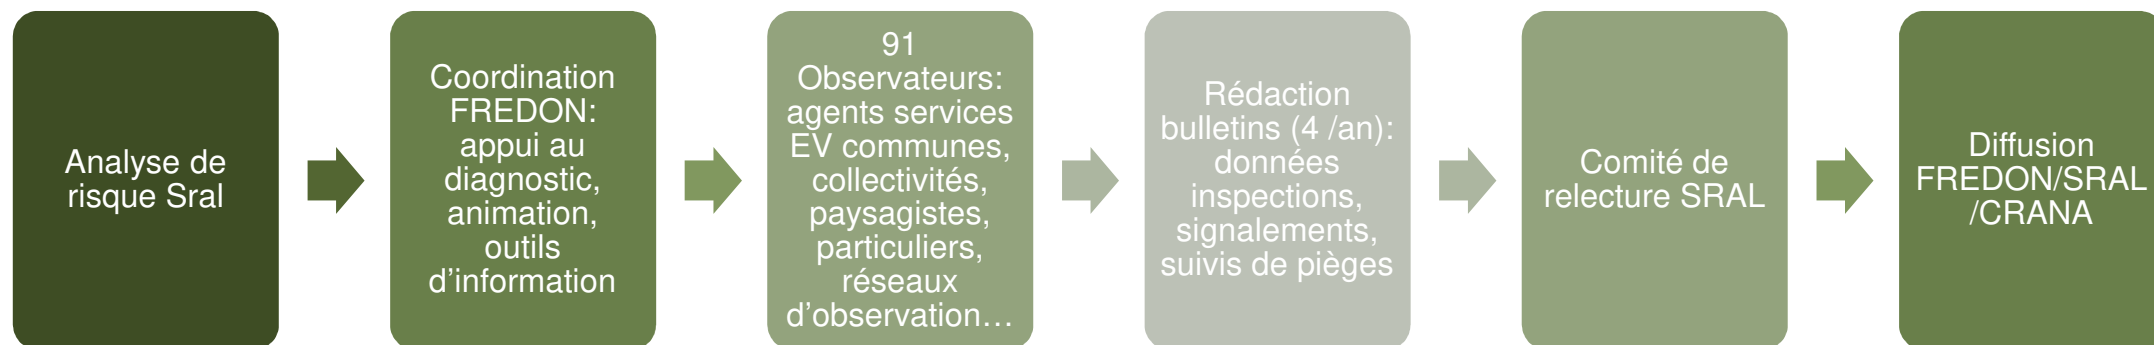 Analyse de
risque Sral
Coordination
FREDON:
appui au
diagnostic,
animation,
outils
d’information
91
Observateurs:
agents services
EV communes,
collectivités,
paysagistes,
particuliers,
réseaux
d’observation…
Rédaction
bulletins (4 /an):
données
inspections,
signalements,
suivis de pièges
Comité de
relecture SRAL
Diffusion
FREDON/SRAL
/CRANA